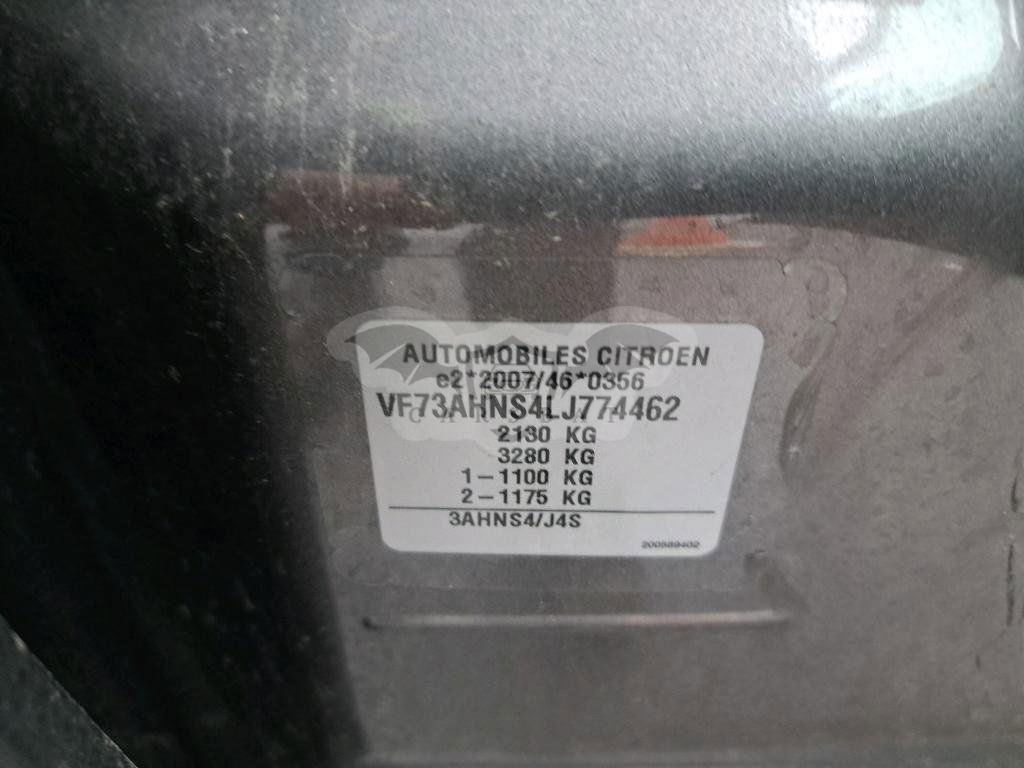 AUTOMOBILES CITROEN
e2*2007/46*0356
VF73AHNS4LJ774462
2130 KG
3280 KG
1-1100 KG
2-1175 KG
3AHNS4/J4S
200589402